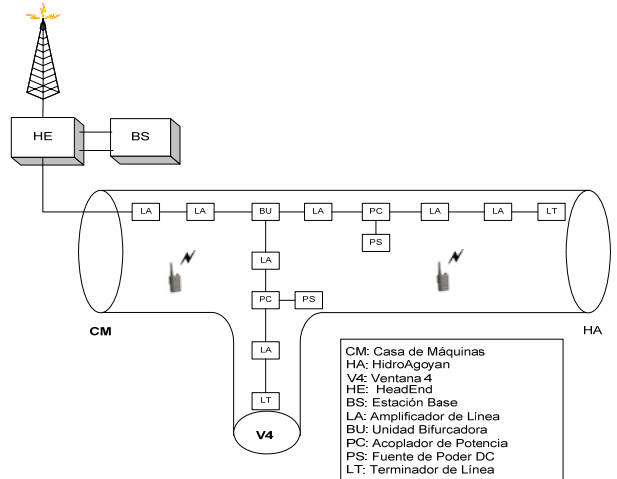 HE BS
LA LA BU LA PC LA LA LT
PS
LA
PC PS
LA
LT
V4
CM
HA
CM: Casa de Máquinas
HA: HidroAgoyan
V4: Ventana 4
HE: HeadEnd
BS: Estación Base
LA: Amplificador de Línea
BU: Unidad Bifurcadora
PC: Acoplador de Potencia
PS: Fuente de Poder DC
LT: Terminador de Línea